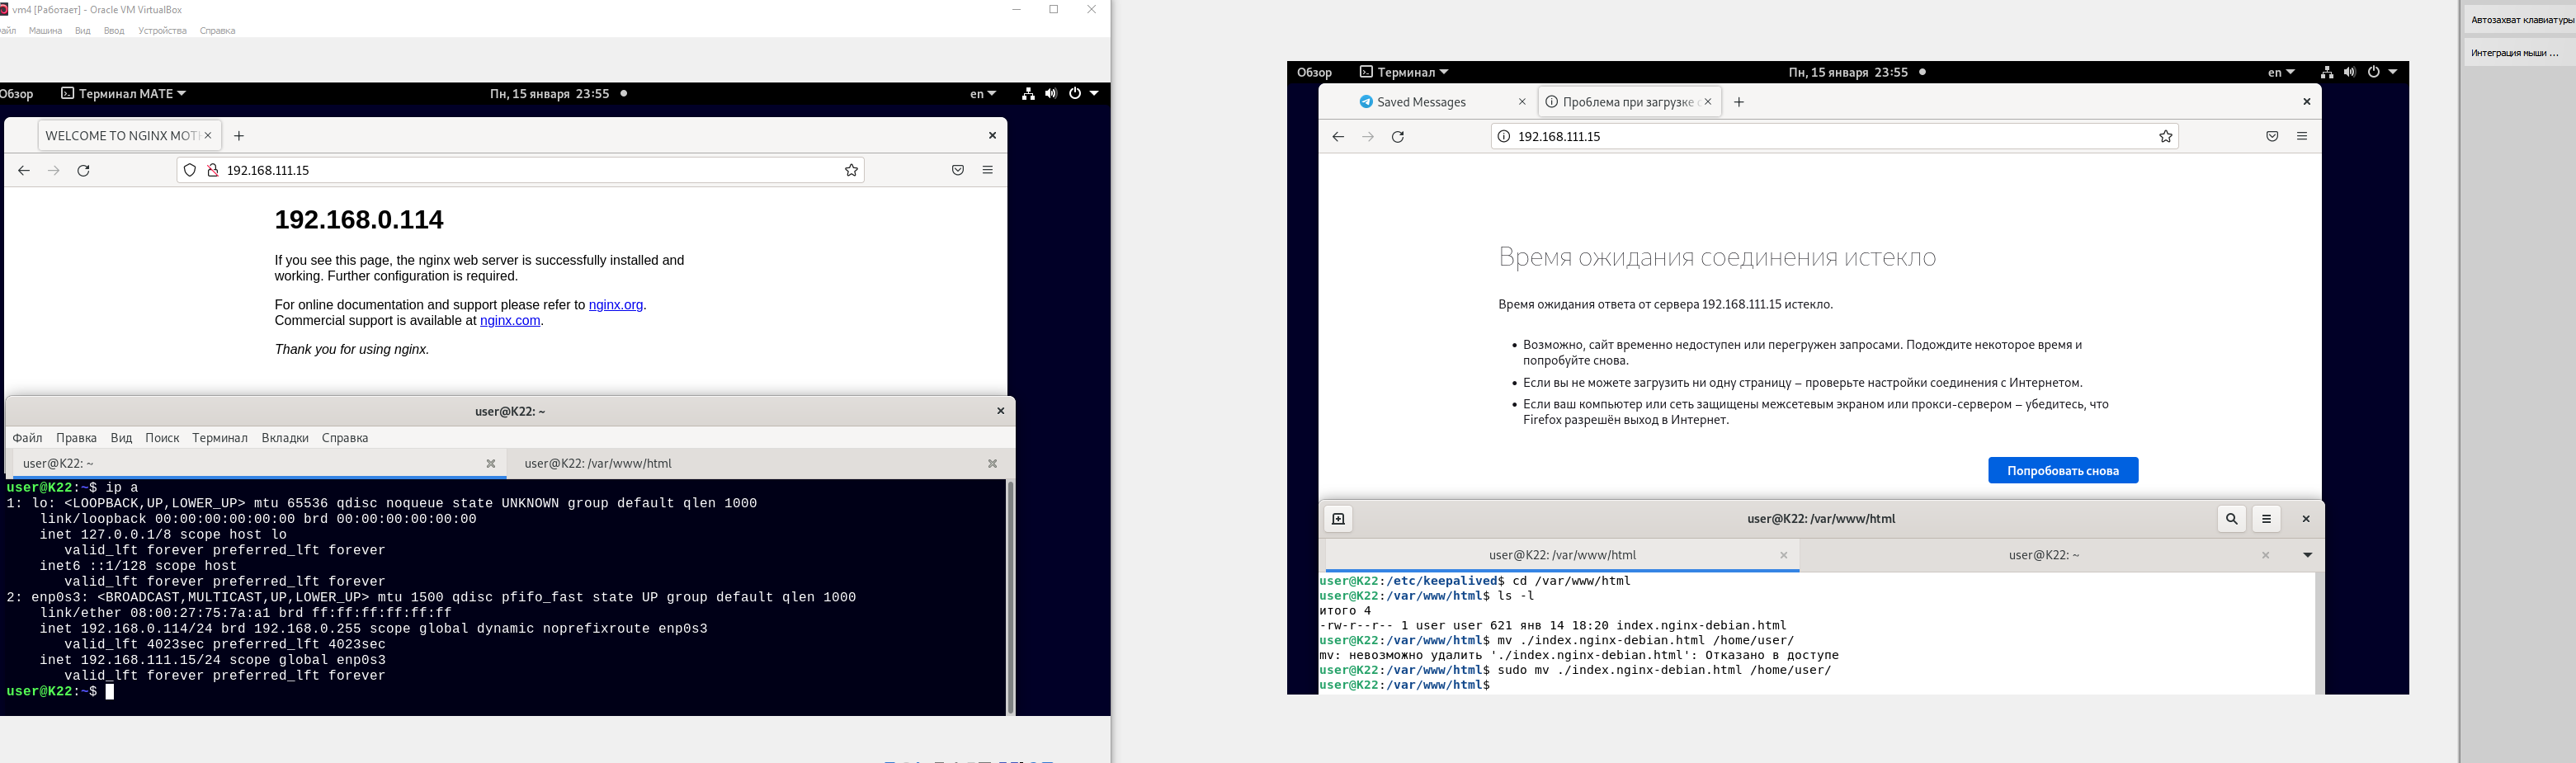 vm4 [Работает] - Oracle VM VirtualBox
Машина Вид Ввод Устройства Справка
Обзор Терминал MATE Пн, 15 января 23:55 en
WELCOME TO NGINX
192.168.111.15
192.168.0.114
If you see this page, the nginx web server is successfully installed and
working. Further configuration is required.
For online documentation and support please refer to nginx.org.
Commercial support is available at nginx.com.
Thank you for using nginx.
user@K22: ~
Файл Правка Вид Поиск Терминал Вкладки Справка
user@K22: ~ user@K22: /var/www/html
user@K22:~$ ip a
1: lo: <LOOPBACK,UP,LOWER_UP> mtu 65536 qdisc noqueue state UNKNOWN group default qlen 1000
link/loopback 00:00:00:00:00:00 brd 00:00:00:00:00:00
inet 127.0.0.1/8 scope host lo
valid_lft forever preferred_lft forever
inet6 ::1/128 scope host
valid_lft forever preferred_lft forever
2: enp0s3: <BROADCAST,MULTICAST,UP,LOWER_UP> mtu 1500 qdisc pfifo_fast state UP group default qlen 1000
link/ether 08:00:27:75:7a:a1 brd ff:ff:ff:ff:ff:ff
inet 192.168.0.114/24 brd 192.168.0.255 scope global dynamic noprefixroute enp0s3
valid_lft 4023sec preferred_lft 4023sec
inet 192.168.111.15/24 scope global enp0s3
valid_lft forever preferred_lft forever
user@K22:~$
Обзор Терминал Пн, 15 января 23:55 en
Saved Messages Проблема при загрузке
192.168.111.15
Время ожидания соединения истекло
Время ожидания ответа от сервера 192.168.111.15 истекло.
• Возможно, сайт временно недоступен или перегружен запросами. Подождите некоторое время и
попробуйте снова.
• Если вы не можете загрузить ни одну страницу – проверьте настройки соединения с Интернетом.
• Если ваш компьютер или сеть защищены межсетевым экраном или прокси-сервером – убедитесь, что
Firefox разрешён выход в Интернет.
Попробовать снова
user@K22: /var/www/html
user@K22: /var/www/html user@K22: ~
user@K22:/etc/keepalived$ cd /var/www/html
user@K22:/var/www/html$ ls -l
итого 4
-rw-r--r-- 1 user user 621 янв 14 18:20 index.nginx-debian.html
user@K22:/var/www/html$ mv ./index.nginx-debian.html /home/user/
mv: невозможно удалить './index.nginx-debian.html': Отказано в доступе
user@K22:/var/www/html$ sudo mv ./index.nginx-debian.html /home/user/
user@K22:/var/www/html$
Автозахват клавиатуры
Интеграция мыши ...